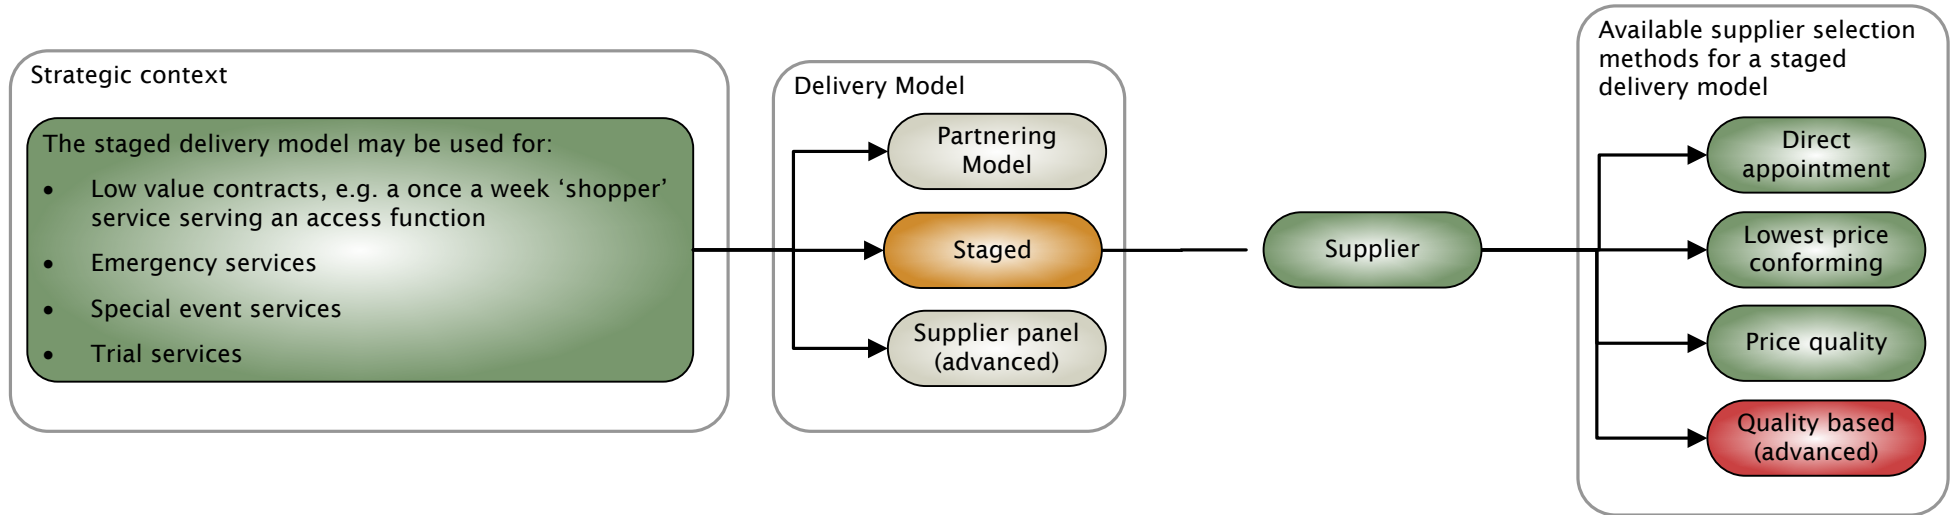 Strategic context
The staged delivery model may be used for:
• Low value contracts, e.g. a once a week ‘shopper’
service serving an access function
• Emergency services
• Special event services
• Trial services
Delivery Model
Partnering
Model
Staged
Supplier panel
(advanced)
Supplier
Available supplier selection
methods for a staged
delivery model
Direct
appointment
Lowest price
conforming
Price quality
Quality based
(advanced)